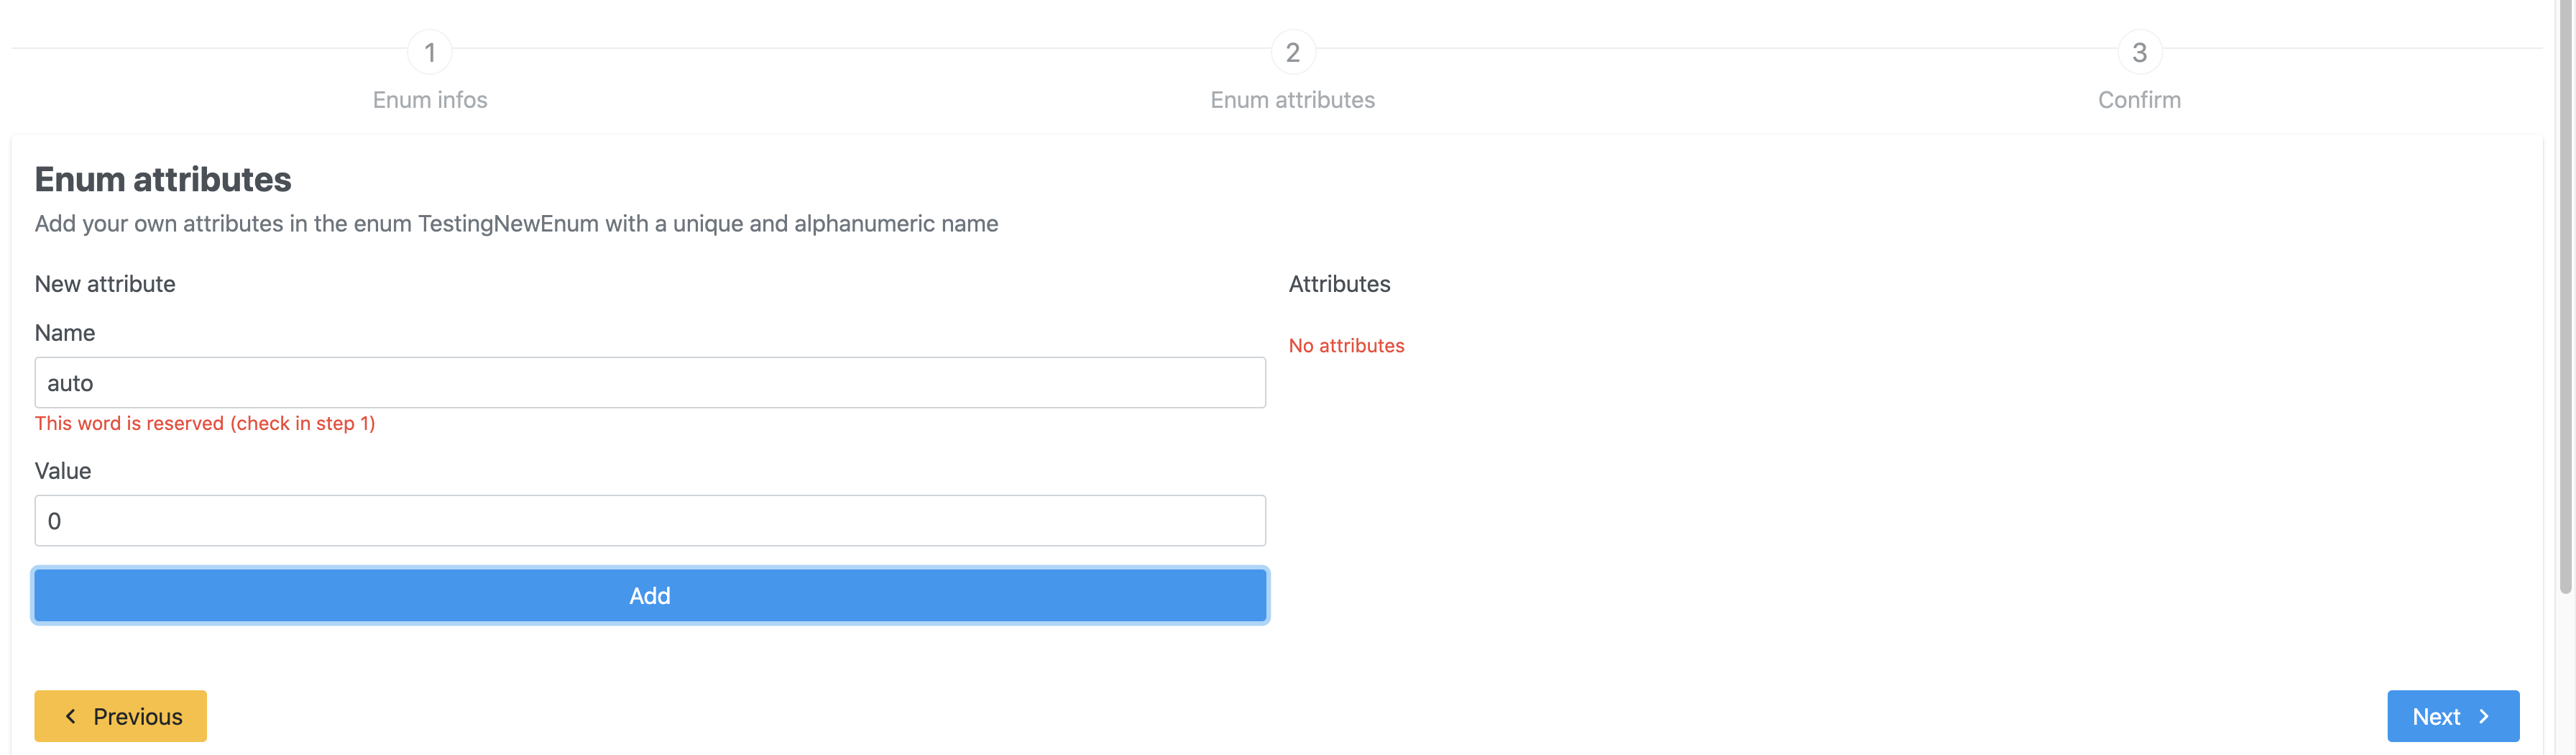 1
Enum infos
2
Enum attributes
3
Confirm
Enum attributes
Add your own attributes in the enum TestingNewEnum with a unique and alphanumeric name
New attribute
Name
auto
This word is reserved (check in step 1)
Value
0
Add
Attributes
No attributes
Previous
Next